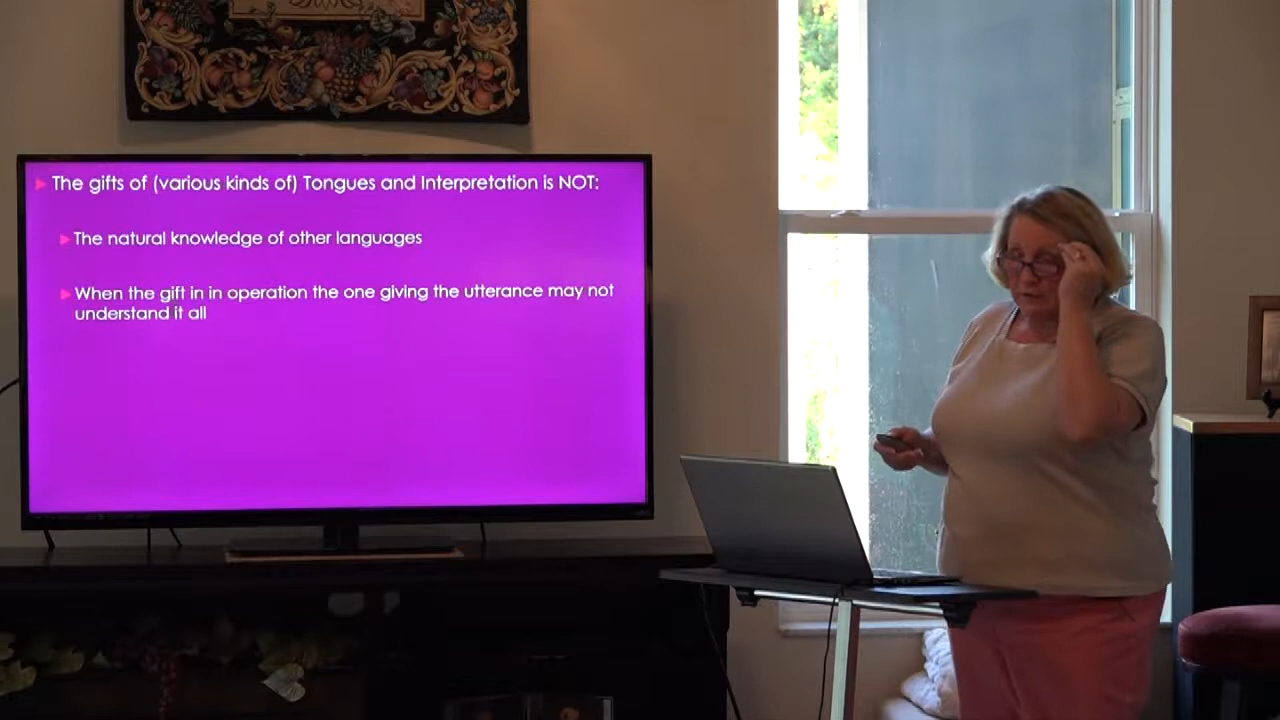 The gifts of (various kinds of) Tongues and Interpretation is NOT:
The natural knowledge of other languages
When the gift in in operation the one giving the utterance may not
understand it all